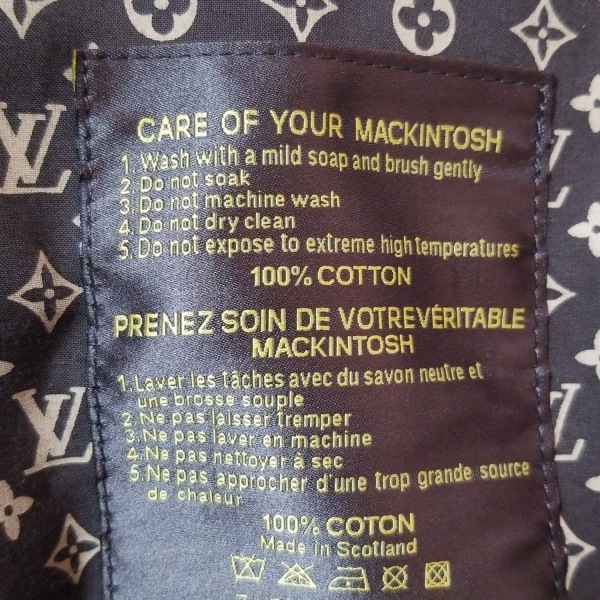 CARE OF YOUR MACKINTOSH
1. Wash with a mild soap and brush gently
2. Do not soak
3. Do not machine wash
4. Do not dry clean
5. Do not expose to extreme high temperatures
100% COTTON
PRENEZ SOIN DE VOTREVÉRITABLE
MACKINTOSH
1. Laver les tâches avec du savon neutre et
une brosse souple
2. Ne pas laisser tremper
3. Ne pas laver en machine
4. Ne pas nettoyer à sec
5. Ne pas approcher d'une trop grande source
de chaleur
100% COTON
Made in Scotland